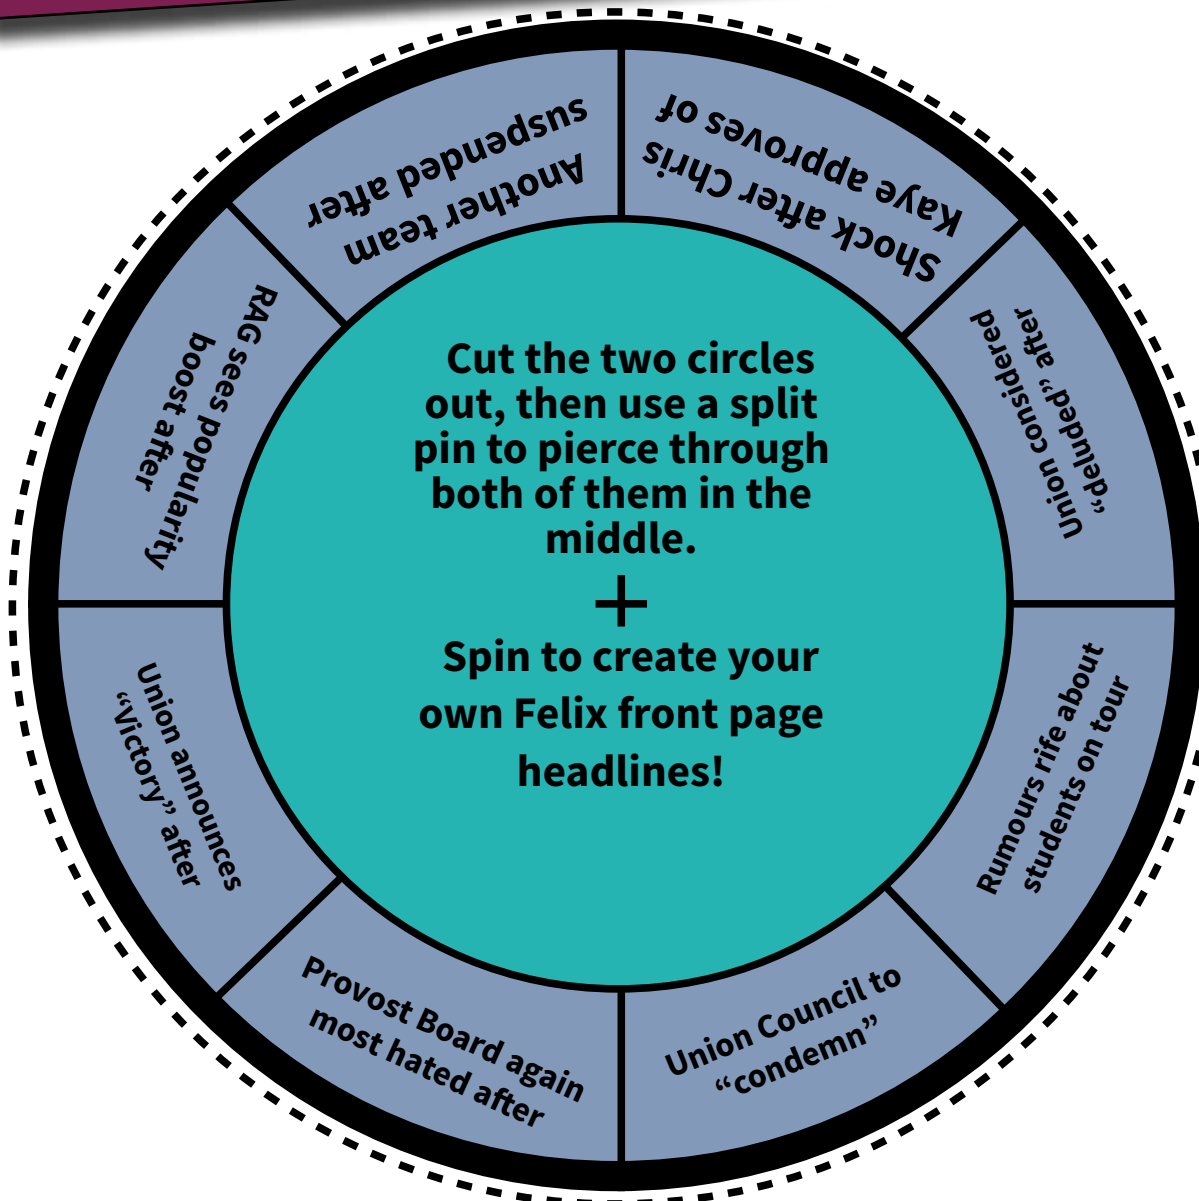 Shock after Chris
Kaye approves of
Union considered
“deluded” after
Rumours rife about
students on tour
Union Council to
“condemn”
Provost Board again
most hated after
Union announces
“Victory” after
RAG sees popularity
boost after
Another team
suspended after
Cut the two circles
out, then use a split
pin to pierce through
both of them in the
middle.
Spin to create your
own Felix front page
headlines!